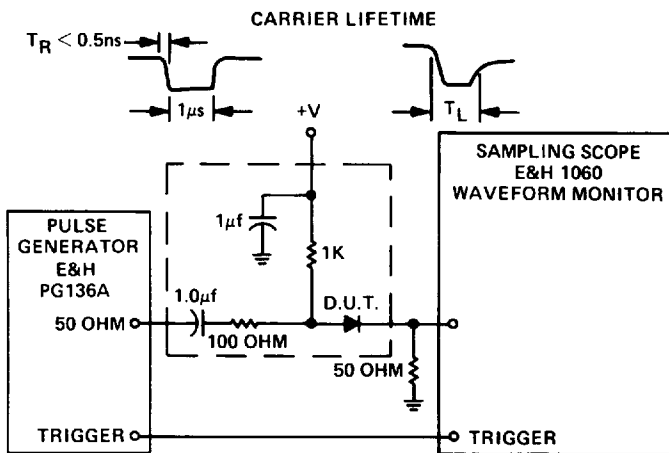 CARRIER LIFETIME
T_R < 0.5ns
1μs
T_L
+V
SAMPLING SCOPE
E&H 1060
WAVEFORM MONITOR
PULSE
GENERATOR
E&H
PG136A
1μf
1K
1.0μf
D.U.T.
50 OHM
100 OHM
50 OHM
TRIGGER
TRIGGER